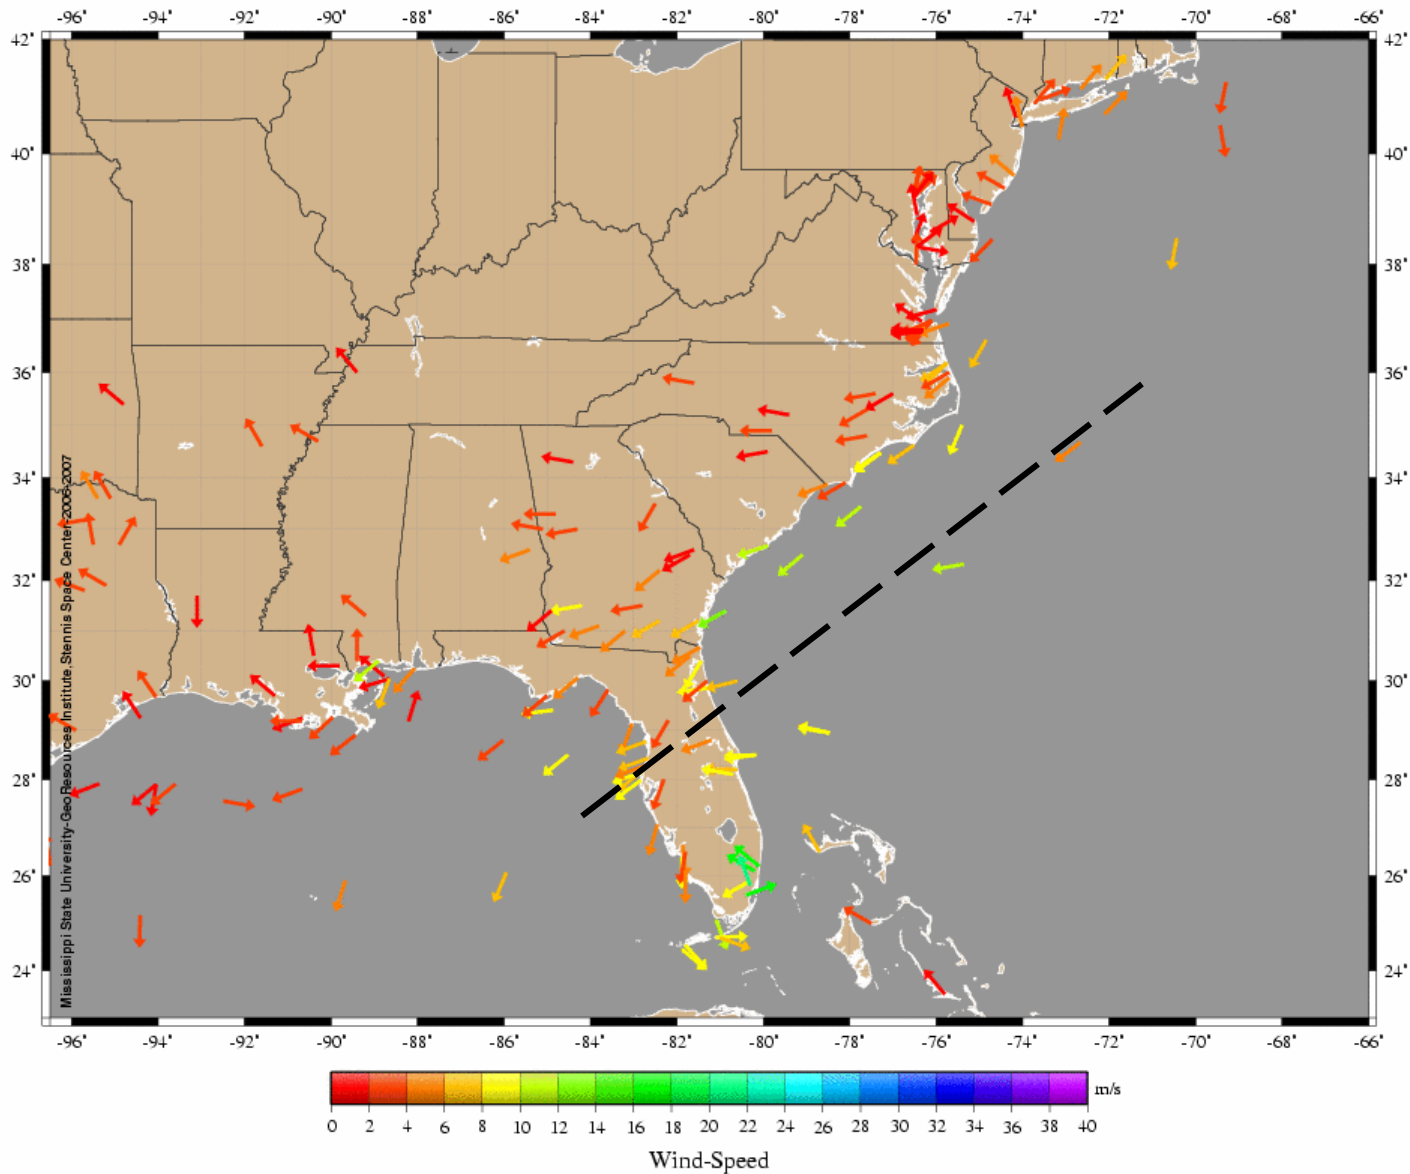 -96° -94° -92° -90° -88° -86° -84° -82° -80° -78° -76° -74° -72° -70° -68° -66°
42° 42°
40° 40°
38° 38°
36° 36°
34° 34°
32° 32°
30° 30°
28° 28°
26° 26°
24° 24°
Mississippi State University-GeoResources Institute,Stennis Space Center-2006-2007
-96° -94° -92° -90° -88° -86° -84° -82° -80° -78° -76° -74° -72° -70° -68° -66°
m/s
0 2 4 6 8 10 12 14 16 18 20 22 24 26 28 30 32 34 36 38 40
Wind-Speed